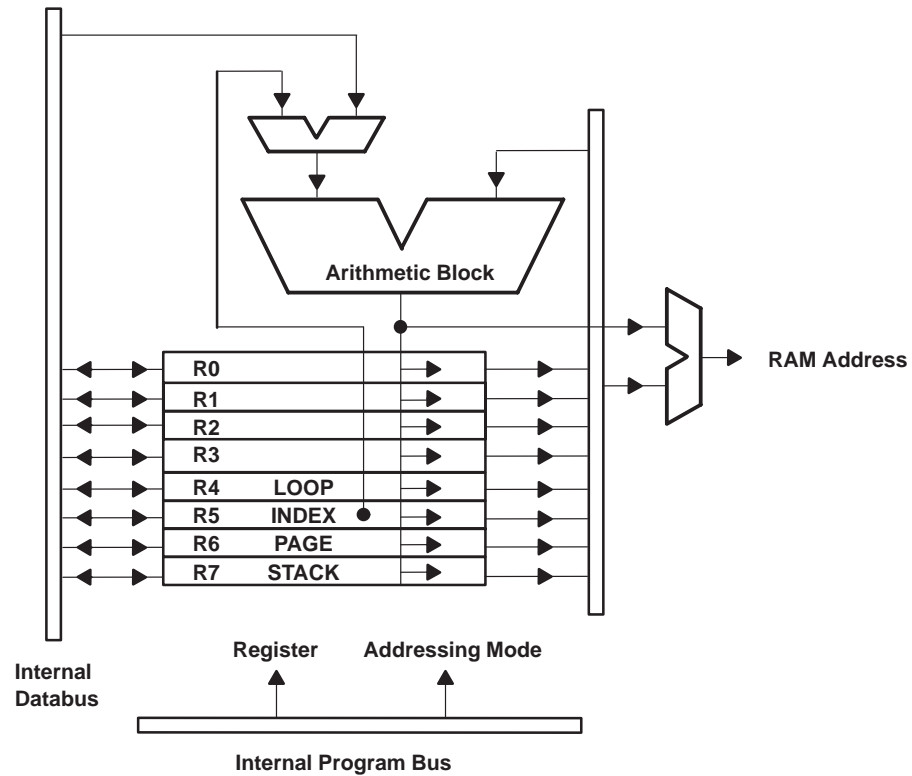 Arithmetic Block
RAM Address
R0
R1
R2
R3
R4 LOOP
R5 INDEX
R6 PAGE
R7 STACK
Register Addressing Mode
Internal
Databus
Internal Program Bus